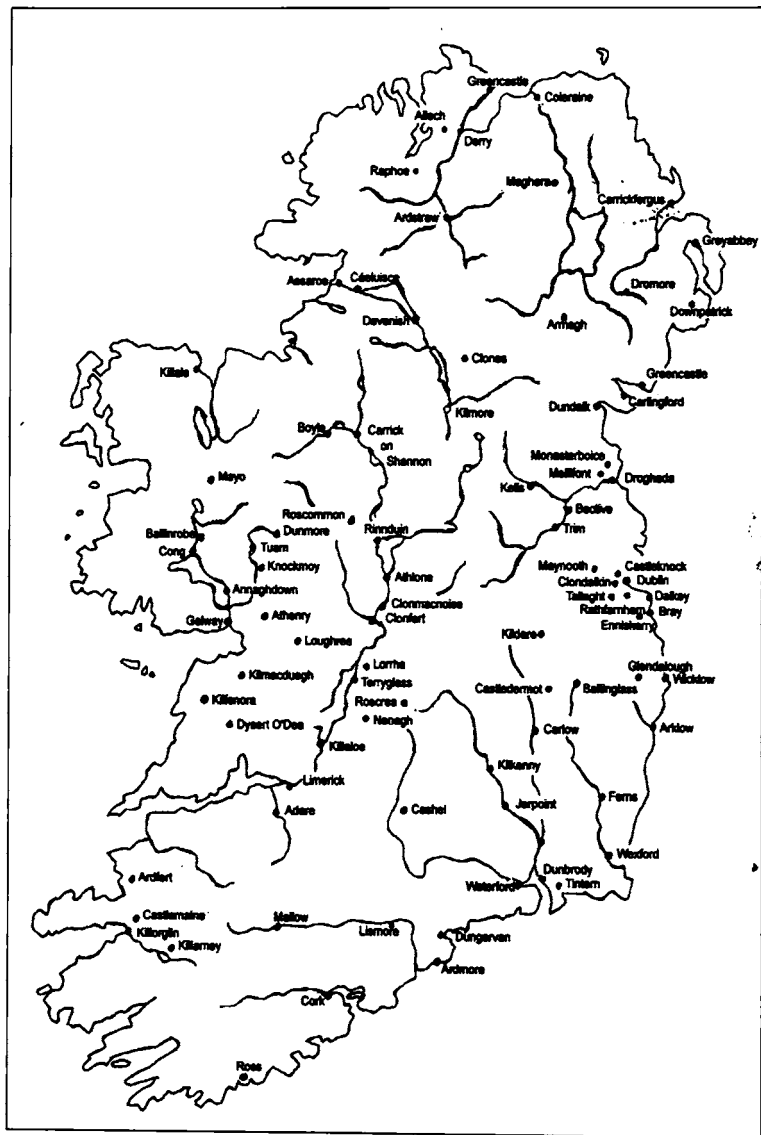 Greencastle
Coleraine
Ailech
Derry
Raphoe
Maghera
Carrickfergus
Ardstraw
Greyabbey
Assaroe
Cáeluisce
Dromore
Downpatrick
Devenish
Armagh
Clones
Killala
Greencastle
Carlingford
Kilmore
Dundalk
Boyle
Carrick
on
Shannon
Monasterboice
Mellifont
Mayo
Kells
Drogheda
Bective
Roscommon
Ballinrobe
Dunmore
Rinnduin
Trim
Cong
Tuam
Knockmoy
Maynooth
Castleknock
Athlone
Clondalkin
Dublin
Annaghdown
Tallaght
Dalkey
Clonmacnoise
Rathfarnham
Bray
Galway
Athenry
Clonfert
Enniskerry
Loughrea
Kildare
Lorrha
Kilmacduagh
Terryglass
Glendalough
Wicklow
Castledermot
Baltinglass
Kilfenora
Roscrea
Nenagh
Dysert O'Dea
Arklow
Carlow
Killaloe
Kilkenny
Limerick
Ferns
Adare
Cashel
Jerpoint
Wexford
Ardfert
Dunbrody
Waterford
Tintern
Castlemaine
Mallow
Lismore
Killorglin
Dungarvan
Killarney
Ardmore
Cork
Ross